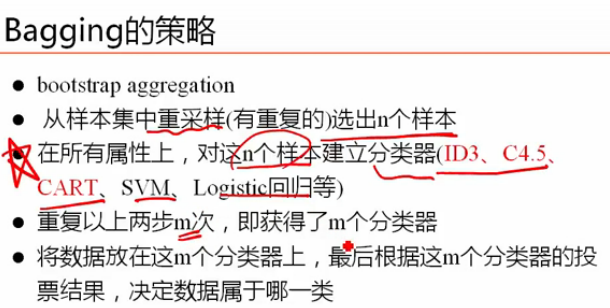 Bagging的策略
bootstrap aggregation
从样本集中重采样(有重复的)选出n个样本
在所有属性上，对这n个样本建立分类器(ID3、C4.5、
CART、SVM、Logistic回归等)
重复以上两步m次，即获得了m个分类器
将数据放在这m个分类器上，最后根据这m个分类器的投
票结果，决定数据属于哪一类